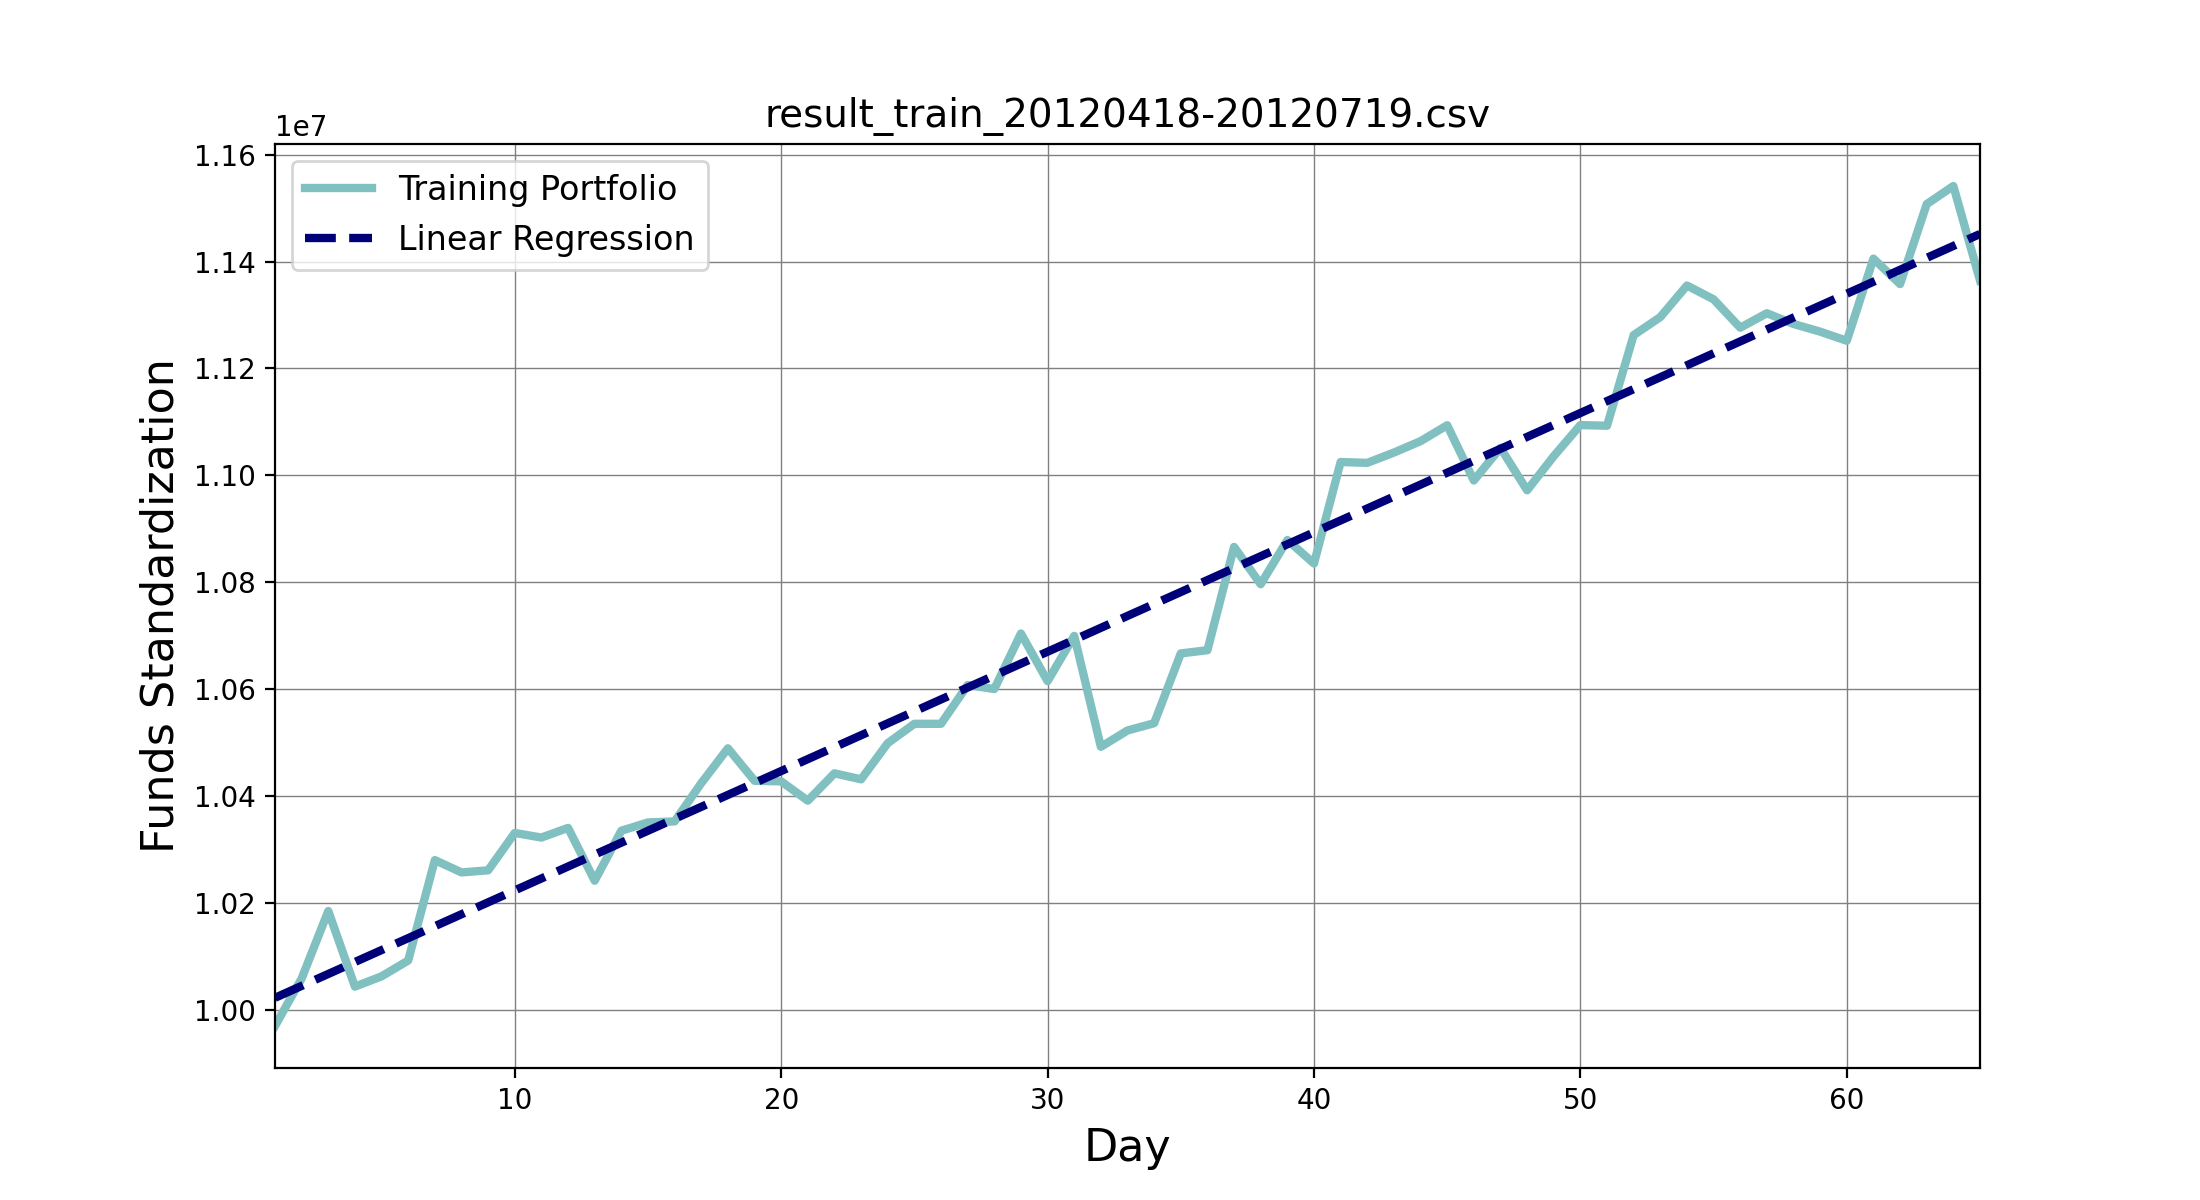 result_train_20120418-20120719.csv
1e7
1.16
1.14
1.12
1.10
1.08
1.06
1.04
1.02
1.00
Training Portfolio
Linear Regression
Funds Standardization
10 20 30 40 50 60
Day